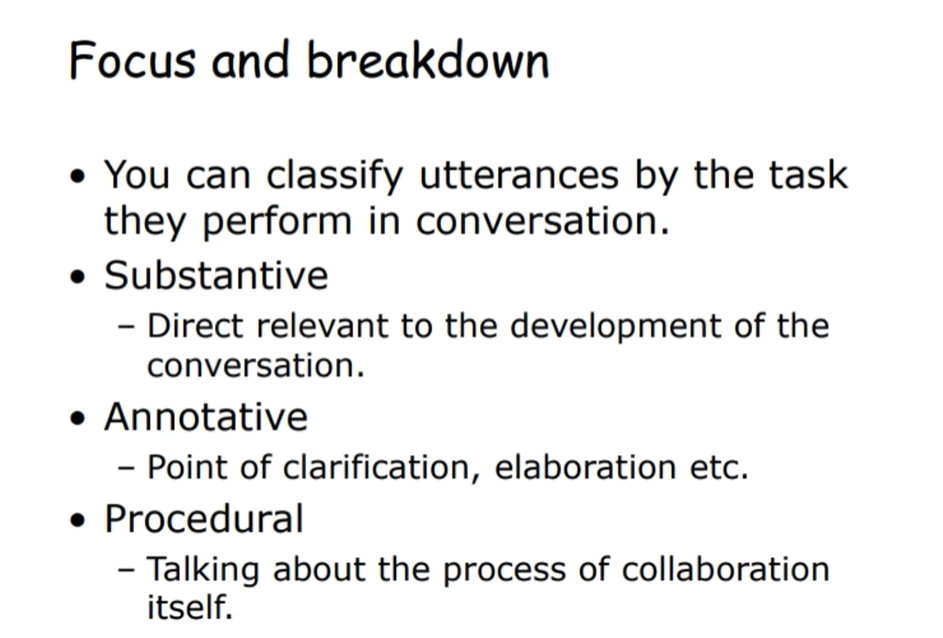 Focus and breakdown
• You can classify utterances by the task
they perform in conversation.
• Substantive
– Direct relevant to the development of the
conversation.
• Annotative
– Point of clarification, elaboration etc.
• Procedural
– Talking about the process of collaboration
itself.